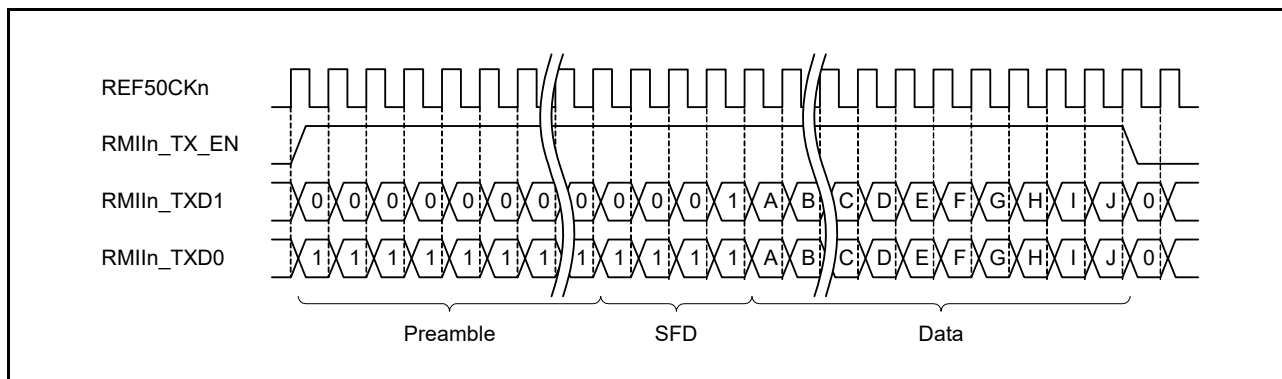 REF50CKn
RMIIn_TX_EN
RMIIn_TXD1 0 0 0 0 0 0 0 0 0 0 0 1 A B C D E F G H I J 0
RMIIn_TXD0 1 1 1 1 1 1 1 1 1 1 1 1 A B C D E F G H I J 0
Preamble SFD Data